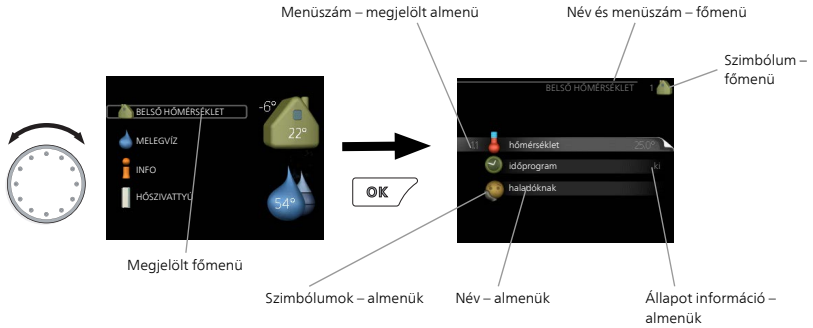 Menüszám – megjelölt almenü
Név és menüszám – főmenü
Szimbólum –
főmenü
BELSŐ HŐMÉRSÉKLET
-6°
22°
MELEGVÍZ
INFO
HŐSZIVATTYÚ
54°
OK
BELSŐ HŐMÉRSÉKLET 1
1.1 hőmérséklet 25.0°
időprogram ki
haladóknak
Megjelölt főmenü
Szimbólumok – almenük
Név – almenük
Állapot információ –
almenük